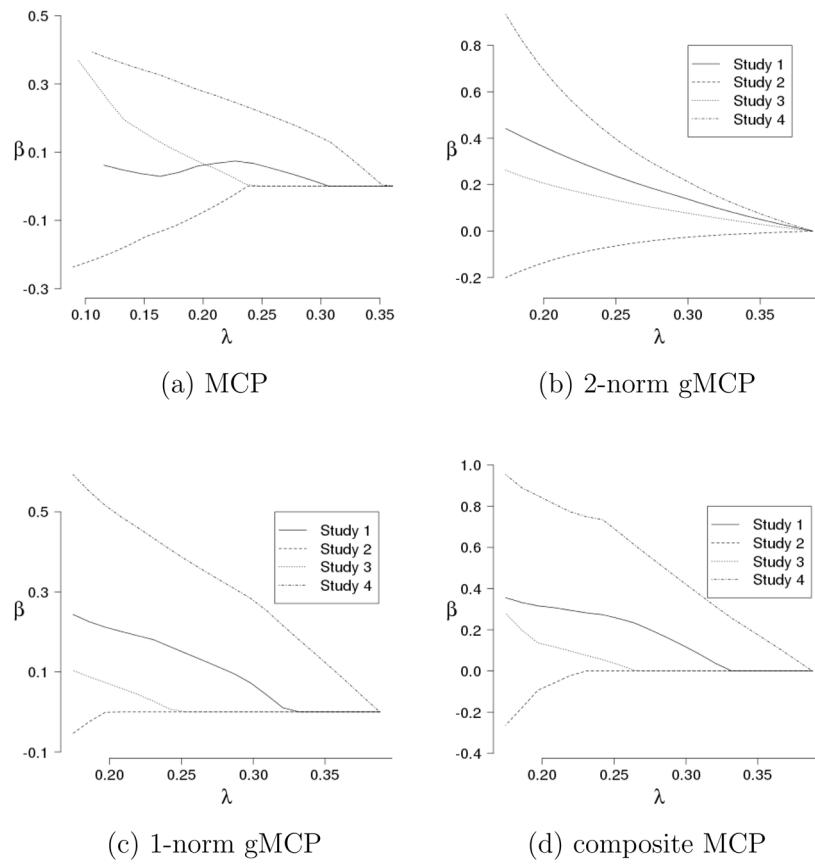 0.5
0.3
0.1
-0.1
-0.3
β
0.10 0.15 0.20 0.25 0.30 0.35
λ
(a) MCP
0.8
0.6
0.4
0.2
0.0
-0.2
β
Study 1
Study 2
Study 3
Study 4
0.20 0.25 0.30 0.35
λ
(b) 2-norm gMCP
0.5
0.3
0.1
-0.1
β
Study 1
Study 2
Study 3
Study 4
0.20 0.25 0.30 0.35
λ
(c) 1-norm gMCP
1.0
0.8
0.6
0.4
0.2
0.0
-0.2
-0.4
β
Study 1
Study 2
Study 3
Study 4
0.20 0.25 0.30 0.35
λ
(d) composite MCP